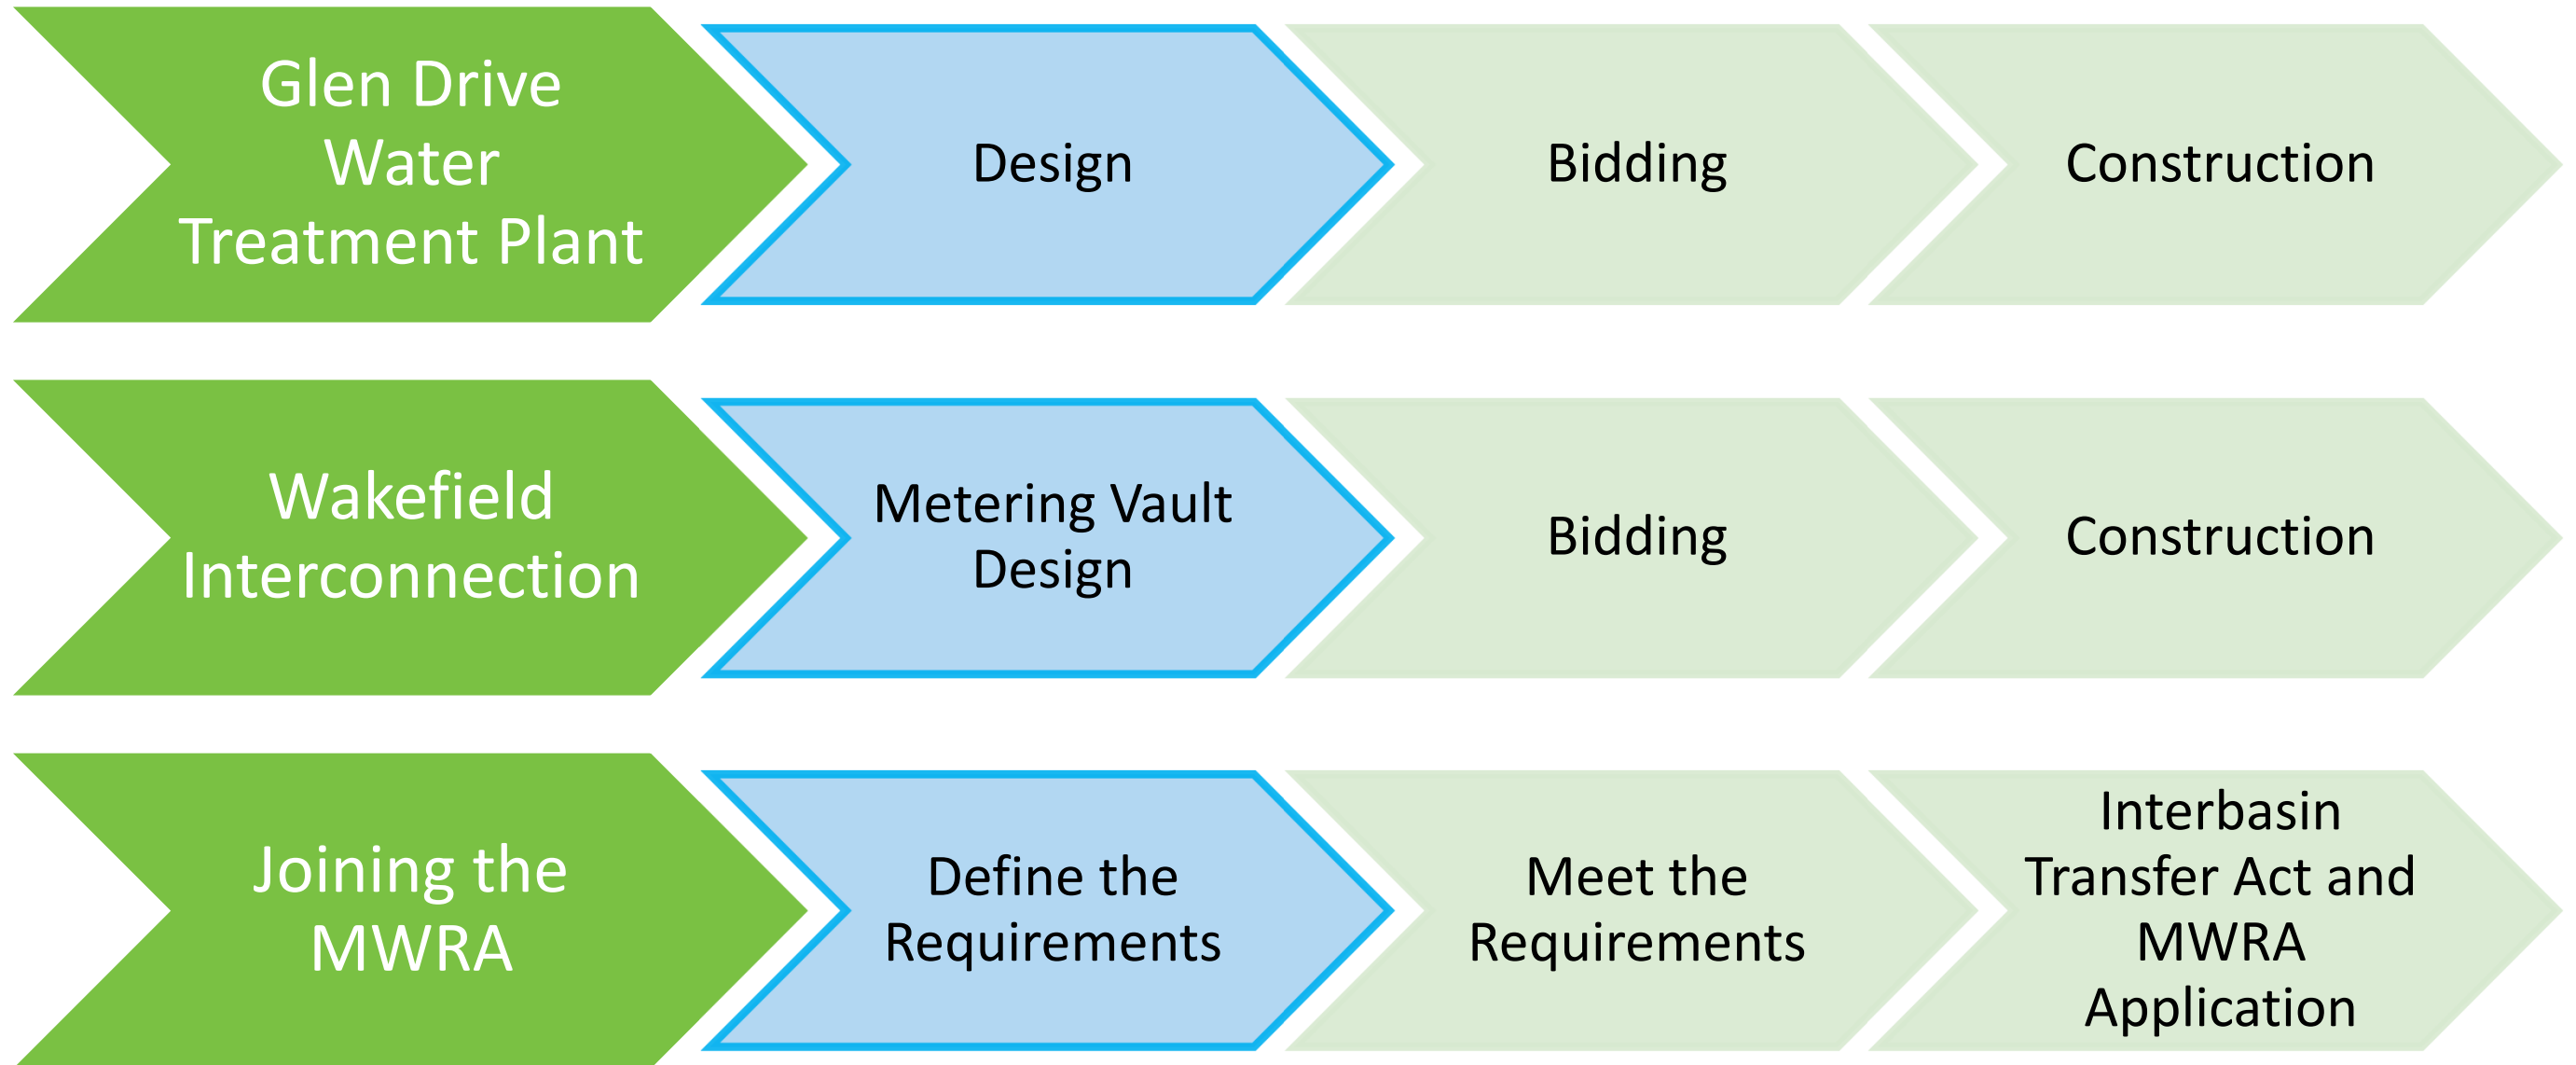 Glen Drive
Water
Treatment Plant
Design
Bidding
Construction
Wakefield
Interconnection
Metering Vault
Design
Bidding
Construction
Joining the
MWRA
Define the
Requirements
Meet the
Requirements
Interbasin
Transfer Act and
MWRA
Application